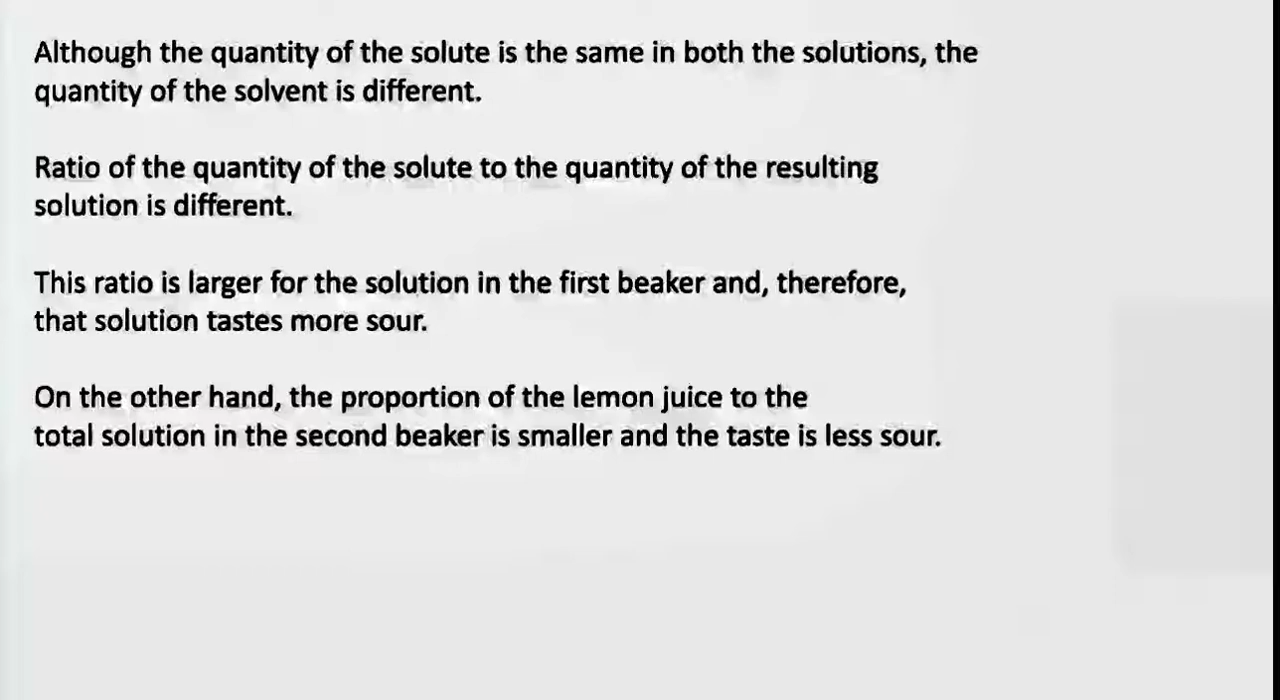 Although the quantity of the solute is the same in both the solutions, the
quantity of the solvent is different.
Ratio of the quantity of the solute to the quantity of the resulting
solution is different.
This ratio is larger for the solution in the first beaker and, therefore,
that solution tastes more sour.
On the other hand, the proportion of the lemon juice to the
total solution in the second beaker is smaller and the taste is less sour.